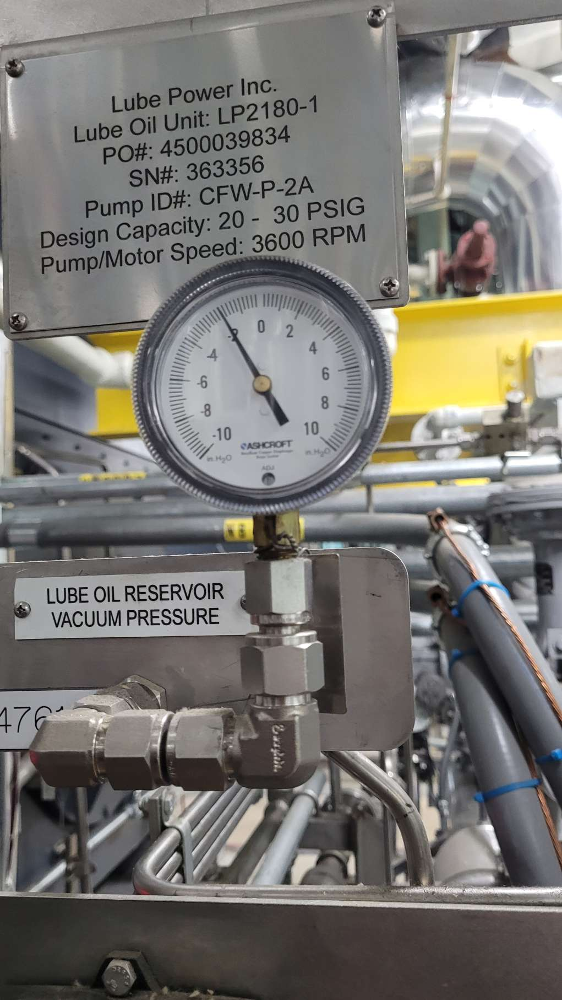 Lube Power Inc.
Lube Oil Unit: LP2180-1
PO#: 4500039834
SN#: 363356
Pump ID#: CFW-P-2A
Design Capacity: 20 - 30 PSIG
Pump/Motor Speed: 3600 RPM
-2 0 2
-4 4
-6 6
-8 8
-10 10
ASHCROFT
in.H2O in.H2O
ADJ
LUBE OIL RESERVOIR
VACUUM PRESSURE